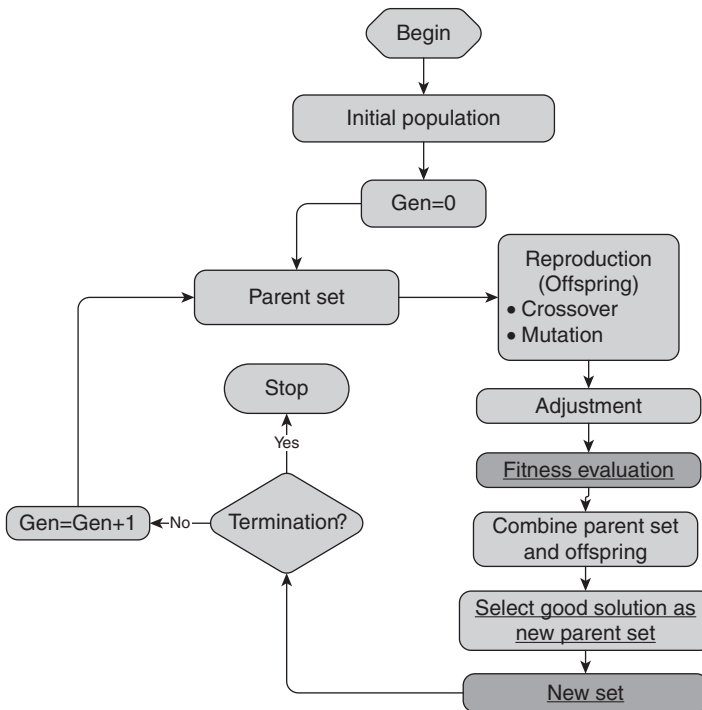 Begin
Initial population
Gen=0
Parent set
Reproduction
(Offspring)
• Crossover
• Mutation
Adjustment
Fitness evaluation
Combine parent set
and offspring
Select good solution as
new parent set
New set
Termination?
Yes
Stop
No
Gen=Gen+1